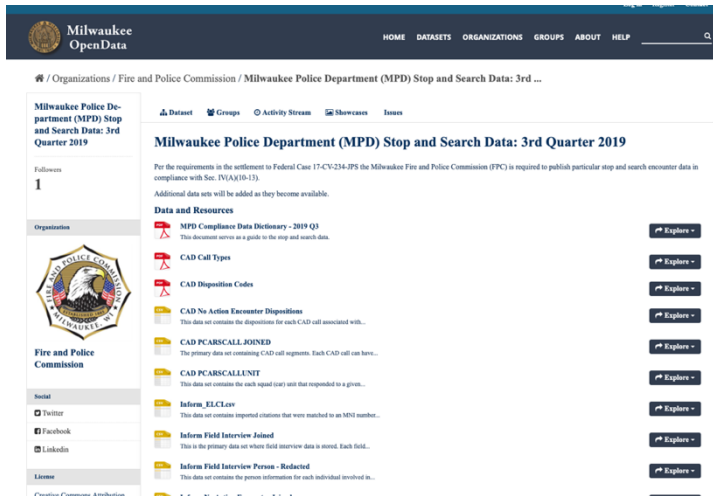 Milwaukee
OpenData
HOME DATASETS ORGANIZATIONS GROUPS ABOUT HELP
/ Organizations / Fire and Police Commission / Milwaukee Police Department (MPD) Stop and Search Data: 3rd ...
Milwaukee Police De-
partment (MPD) Stop
and Search Data: 3rd
Quarter 2019
Followers
1
Organization
FIRE AND POLICE COMMISSION
MILWAUKEE, WI
Fire and Police
Commission
Social
Twitter
Facebook
Linkedin
License
Creative Commons Attribution
Dataset Groups Activity Stream Showcases Issues
Milwaukee Police Department (MPD) Stop and Search Data: 3rd Quarter 2019
Per the requirements in the settlement to Federal Case 17-CV-234-JPS the Milwaukee Fire and Police Commission (FPC) is required to publish particular stop and search encounter data in
compliance with Sec. IV(A)(10-13).
Additional data sets will be added as they become available.
Data and Resources
MPD Compliance Data Dictionary - 2019 Q3
This document serves as a guide to the stop and search data.
Explore
CAD Call Types
Explore
CAD Disposition Codes
Explore
CAD No Action Encounter Dispositions
This data set contains the dispositions for each CAD call associated with...
Explore
CAD PCARSCALL JOINED
The primary data set containing CAD call segments. Each CAD call can have...
Explore
CAD PCARSCALLUNIT
This data set contains the each squad (car) unit that responded to a given...
Explore
Inform_ELCI.csv
This data set contains imported citations that were matched to an MNI number...
Explore
Inform Field Interview Joined
This is the primary data set where field interview data is stored. Each field...
Explore
Inform Field Interview Person - Redacted
This data set contains the person information for each individual involved in...
Explore